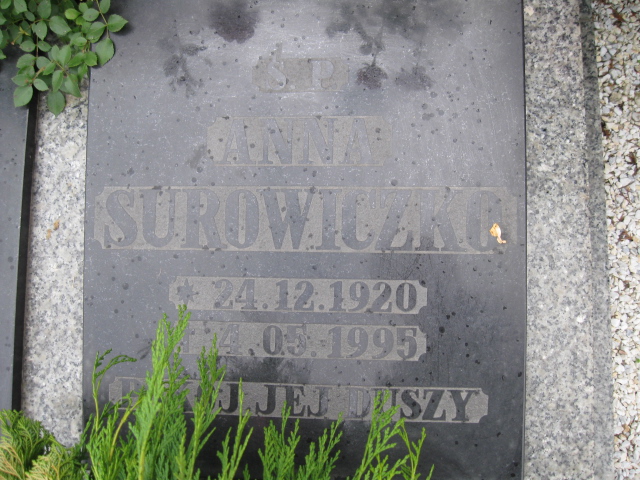 Ś.P.
ANNA
SUROWICZKO
* 24.12.1920
4.05.1995
JEJ DUSZY